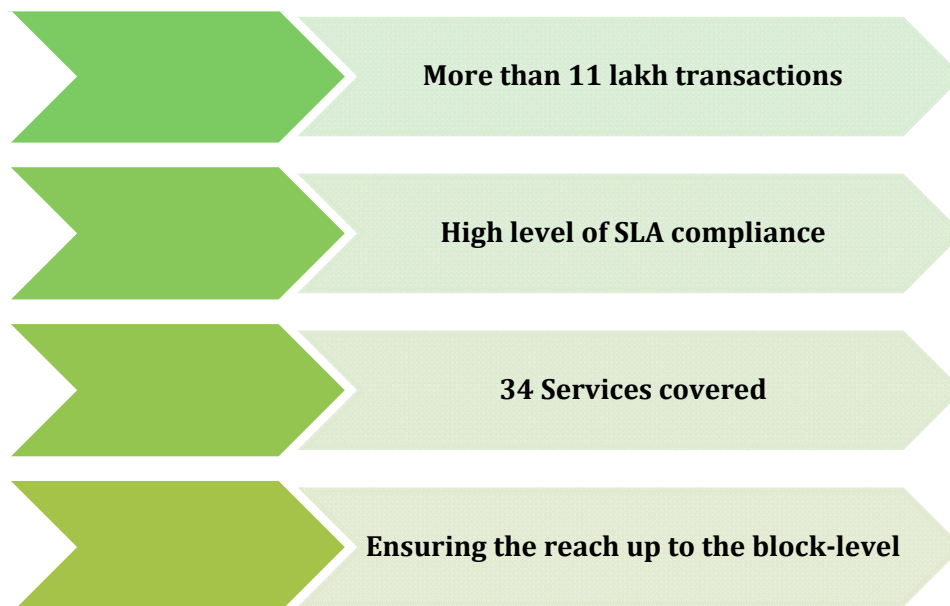 More than 11 lakh transactions
High level of SLA compliance
34 Services covered
Ensuring the reach up to the block-level